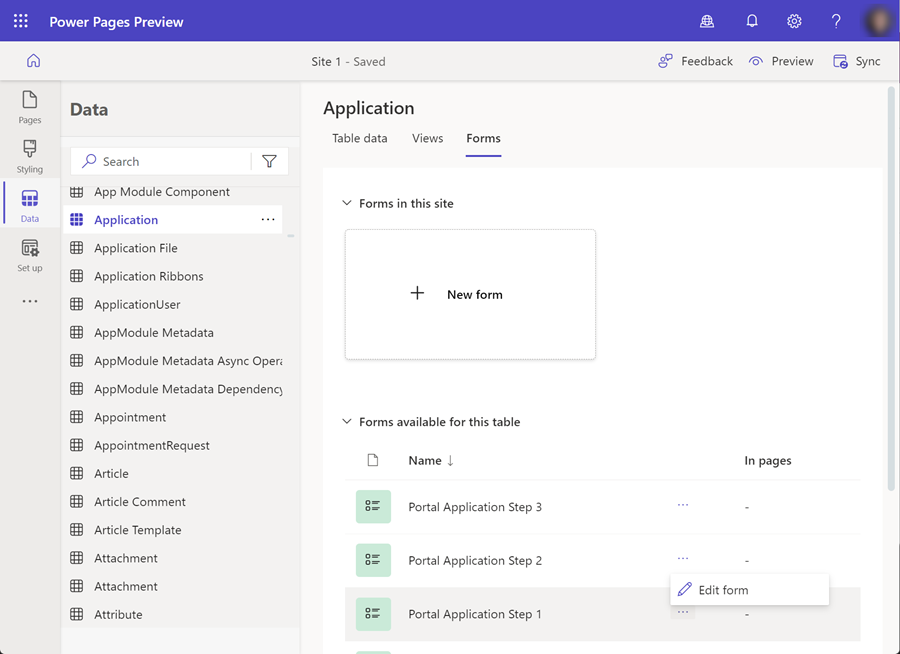 Power Pages Preview
?
Site 1 - Saved
Feedback
Preview
Sync
Pages
Styling
Data
Set up
Data
Search
App Module Component
Application
Application File
Application Ribbons
ApplicationUser
AppModule Metadata
AppModule Metadata Async Opera
AppModule Metadata Dependency
Appointment
AppointmentRequest
Article
Article Comment
Article Template
Attachment
Attachment
Attribute
Application
Table data Views Forms
Forms in this site
+ New form
Forms available for this table
Name ↓ In pages
Portal Application Step 3 ... -
Portal Application Step 2 ... -
Edit form
Portal Application Step 1 ... -